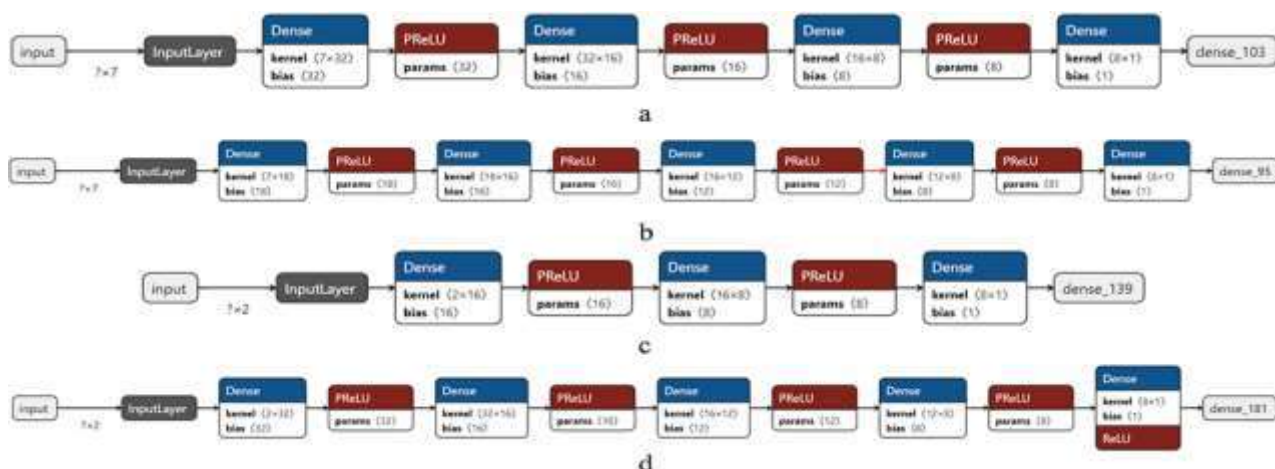 input
?×7
InputLayer
Dense
kernel ⟨7×32⟩
bias ⟨32⟩
PReLU
params ⟨32⟩
Dense
kernel ⟨32×16⟩
bias ⟨16⟩
PReLU
params ⟨16⟩
Dense
kernel ⟨16×8⟩
bias ⟨8⟩
PReLU
params ⟨8⟩
Dense
kernel ⟨8×1⟩
bias ⟨1⟩
dense_103
a
input
?×7
InputLayer
Dense
kernel
bias
PReLU
params
Dense
kernel
bias ⟨16⟩
PReLU
params ⟨16⟩
Dense
kernel ⟨16×12⟩
bias ⟨12⟩
PReLU
params ⟨12⟩
Dense
kernel ⟨12×8⟩
bias ⟨8⟩
PReLU
params ⟨8⟩
Dense
kernel ⟨8×1⟩
bias ⟨1⟩
dense_95
b
input
?×2
InputLayer
Dense
kernel ⟨2×16⟩
bias ⟨16⟩
PReLU
params ⟨16⟩
Dense
kernel ⟨16×8⟩
bias ⟨8⟩
PReLU
params ⟨8⟩
Dense
kernel ⟨8×1⟩
bias ⟨1⟩
dense_139
c
input
?×2
InputLayer
Dense
kernel ⟨2×32⟩
bias ⟨32⟩
PReLU
params ⟨32⟩
Dense
kernel ⟨32×16⟩
bias ⟨16⟩
PReLU
params ⟨16⟩
Dense
kernel ⟨16×12⟩
bias ⟨12⟩
PReLU
params ⟨12⟩
Dense
kernel ⟨12×8⟩
bias ⟨8⟩
PReLU
params ⟨8⟩
Dense
kernel ⟨8×1⟩
bias ⟨1⟩
ReLU
dense_181
d